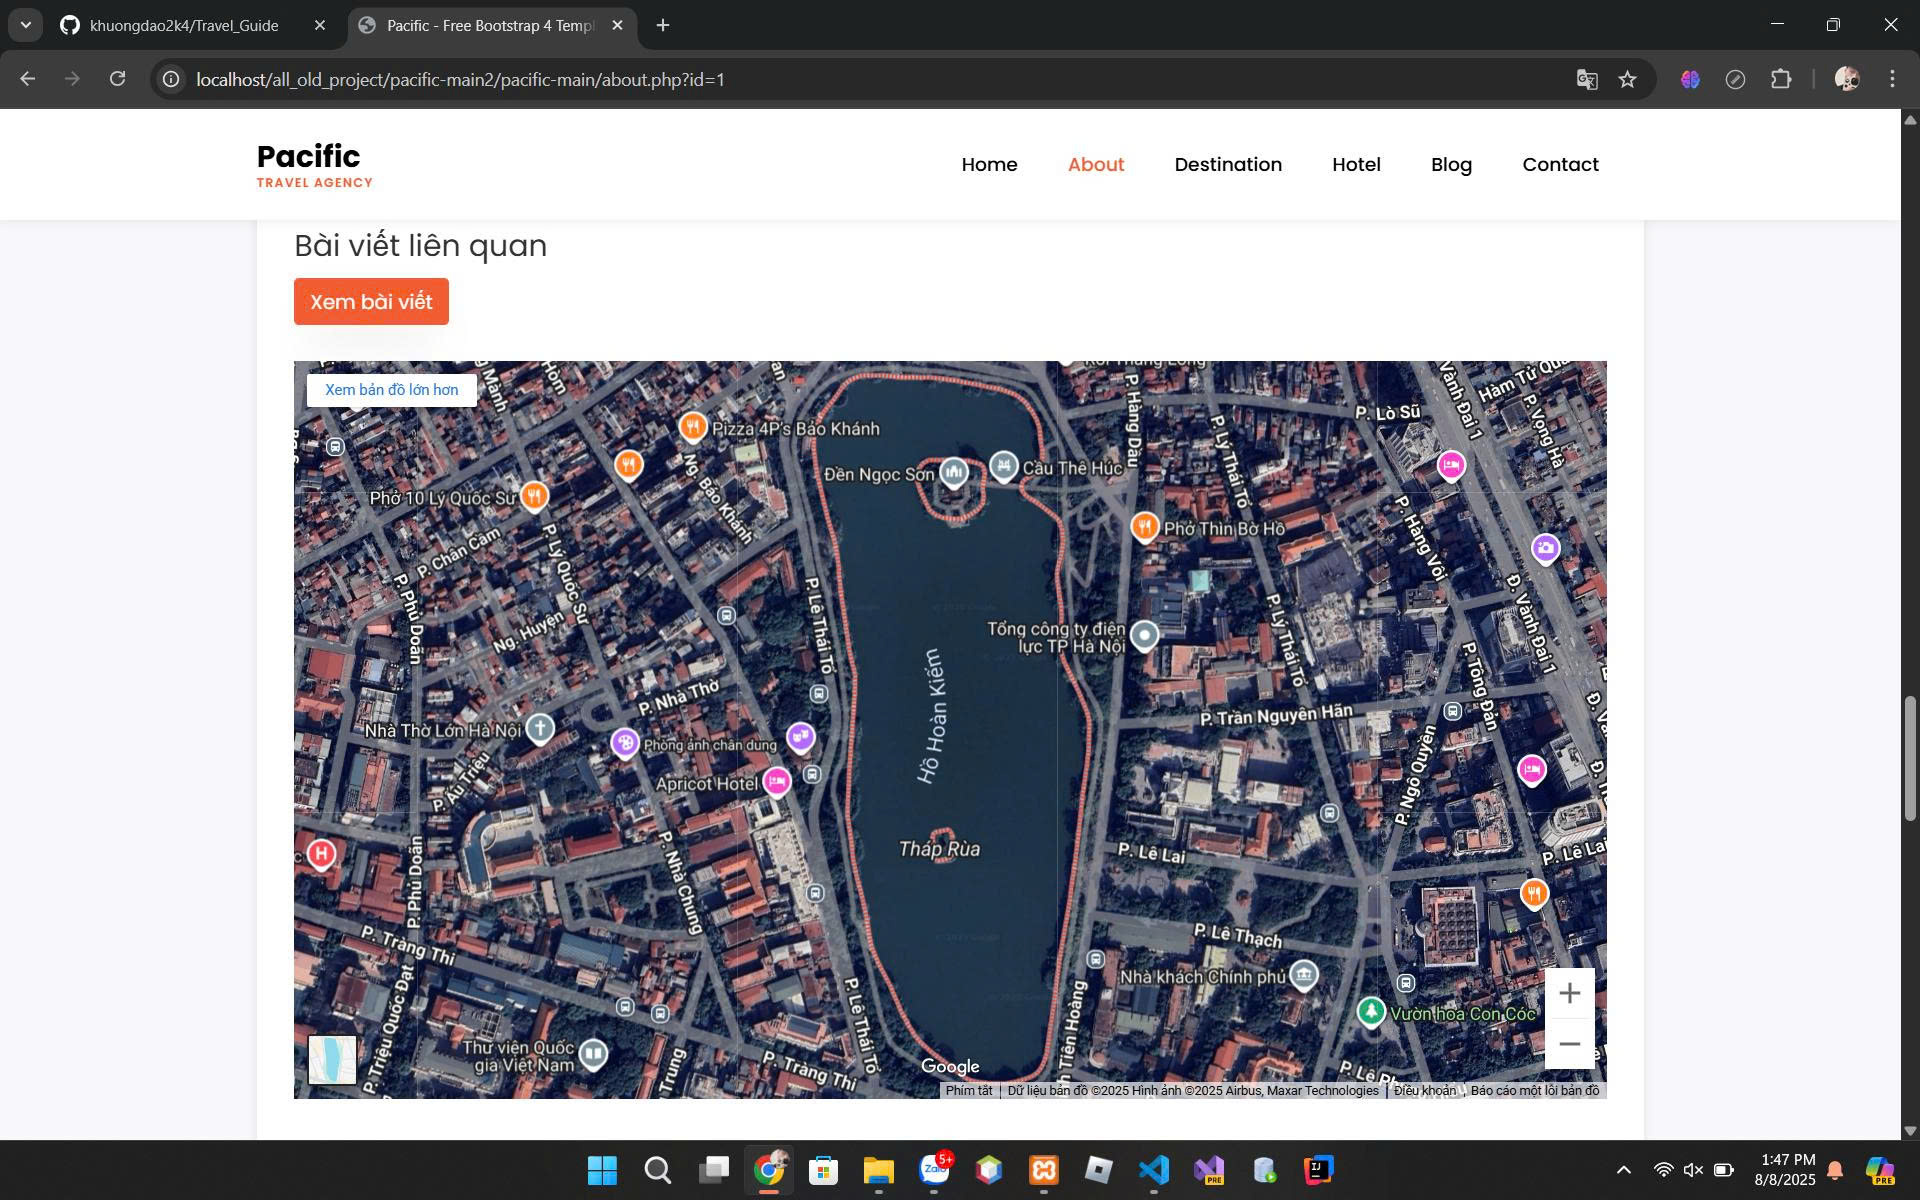 khuongdao2k4/Travel_Guide
Pacific - Free Bootstrap 4 Templ
localhost/all_old_project/pacific-main2/pacific-main/about.php?id=1
Pacific
TRAVEL AGENCY
Home
About
Destination
Hotel
Blog
Contact
Bài viết liên quan
Xem bài viết
Xem bản đồ lớn hơn
Pizza 4P's Bảo Khánh
Phở 10 Lý Quốc Sư
Ng. Bảo Khánh
P. Chân Cầm
P. Lý Quốc Sư
P. Phủ Doãn
Ng. Huyện
P. Nhà Thờ
Nhà Thờ Lớn Hà Nội
P. Ấu Triệu
Phòng ảnh chân dung
Apricot Hotel
P. Nhà Chung
P. Phủ Doãn
P. Tràng Thi
P. Triệu Quốc Đạt
Thư viện Quốc
gia Việt Nam
P. Tràng Thi
P. Lê Thái Tổ
P. Lê Thái Tổ
Đền Ngọc Sơn
Cầu Thê Húc
Hồ Hoàn Kiếm
Tháp Rùa
P. Hàng Dầu
P. Lý Thái Tổ
P. Lò Sũ
Vành Đai 1
P. Vọng Hà
Phở Thìn Bờ Hồ
P. Hàng Vôi
Đ. Vành Đai 1
Tổng công ty điện
lực TP Hà Nội
P. Lý Thái Tổ
P. Tông Đản
P. Trần Nguyên Hãn
P. Ngô Quyền
P. Lê Lai
P. Lê Lai
P. Lê Thạch
Nhà khách Chính phủ
Vườn hoa Con Cóc
Google
Phím tắt
Dữ liệu bản đồ ©2025 Hình ảnh ©2025 Airbus, Maxar Technologies
Điều khoản
Báo cáo một lỗi bản đồ
Zalo
5+
PRE
IJ
1:47 PM
8/8/2025
PRE